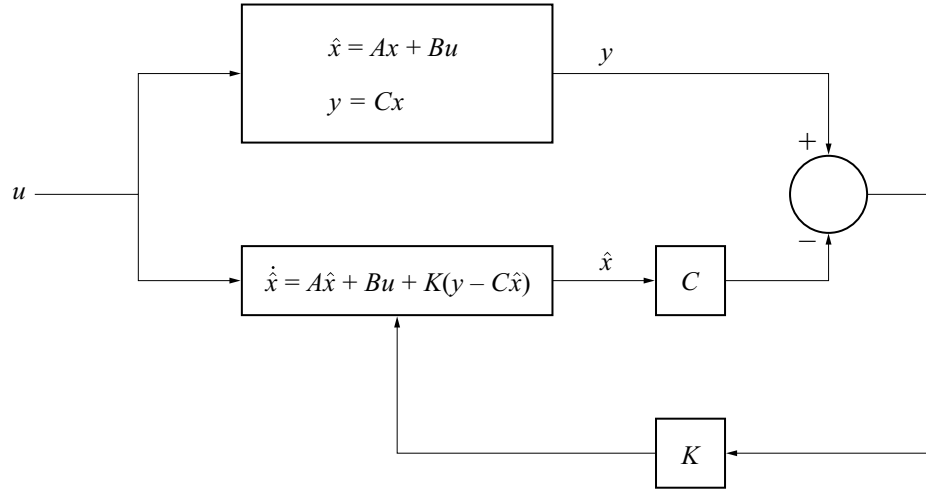 x̂ = Ax + Bu
y
y = Cx
+
u
−
ẋ̂ = Ax̂ + Bu + K(y – Cx̂)
x̂
C
K